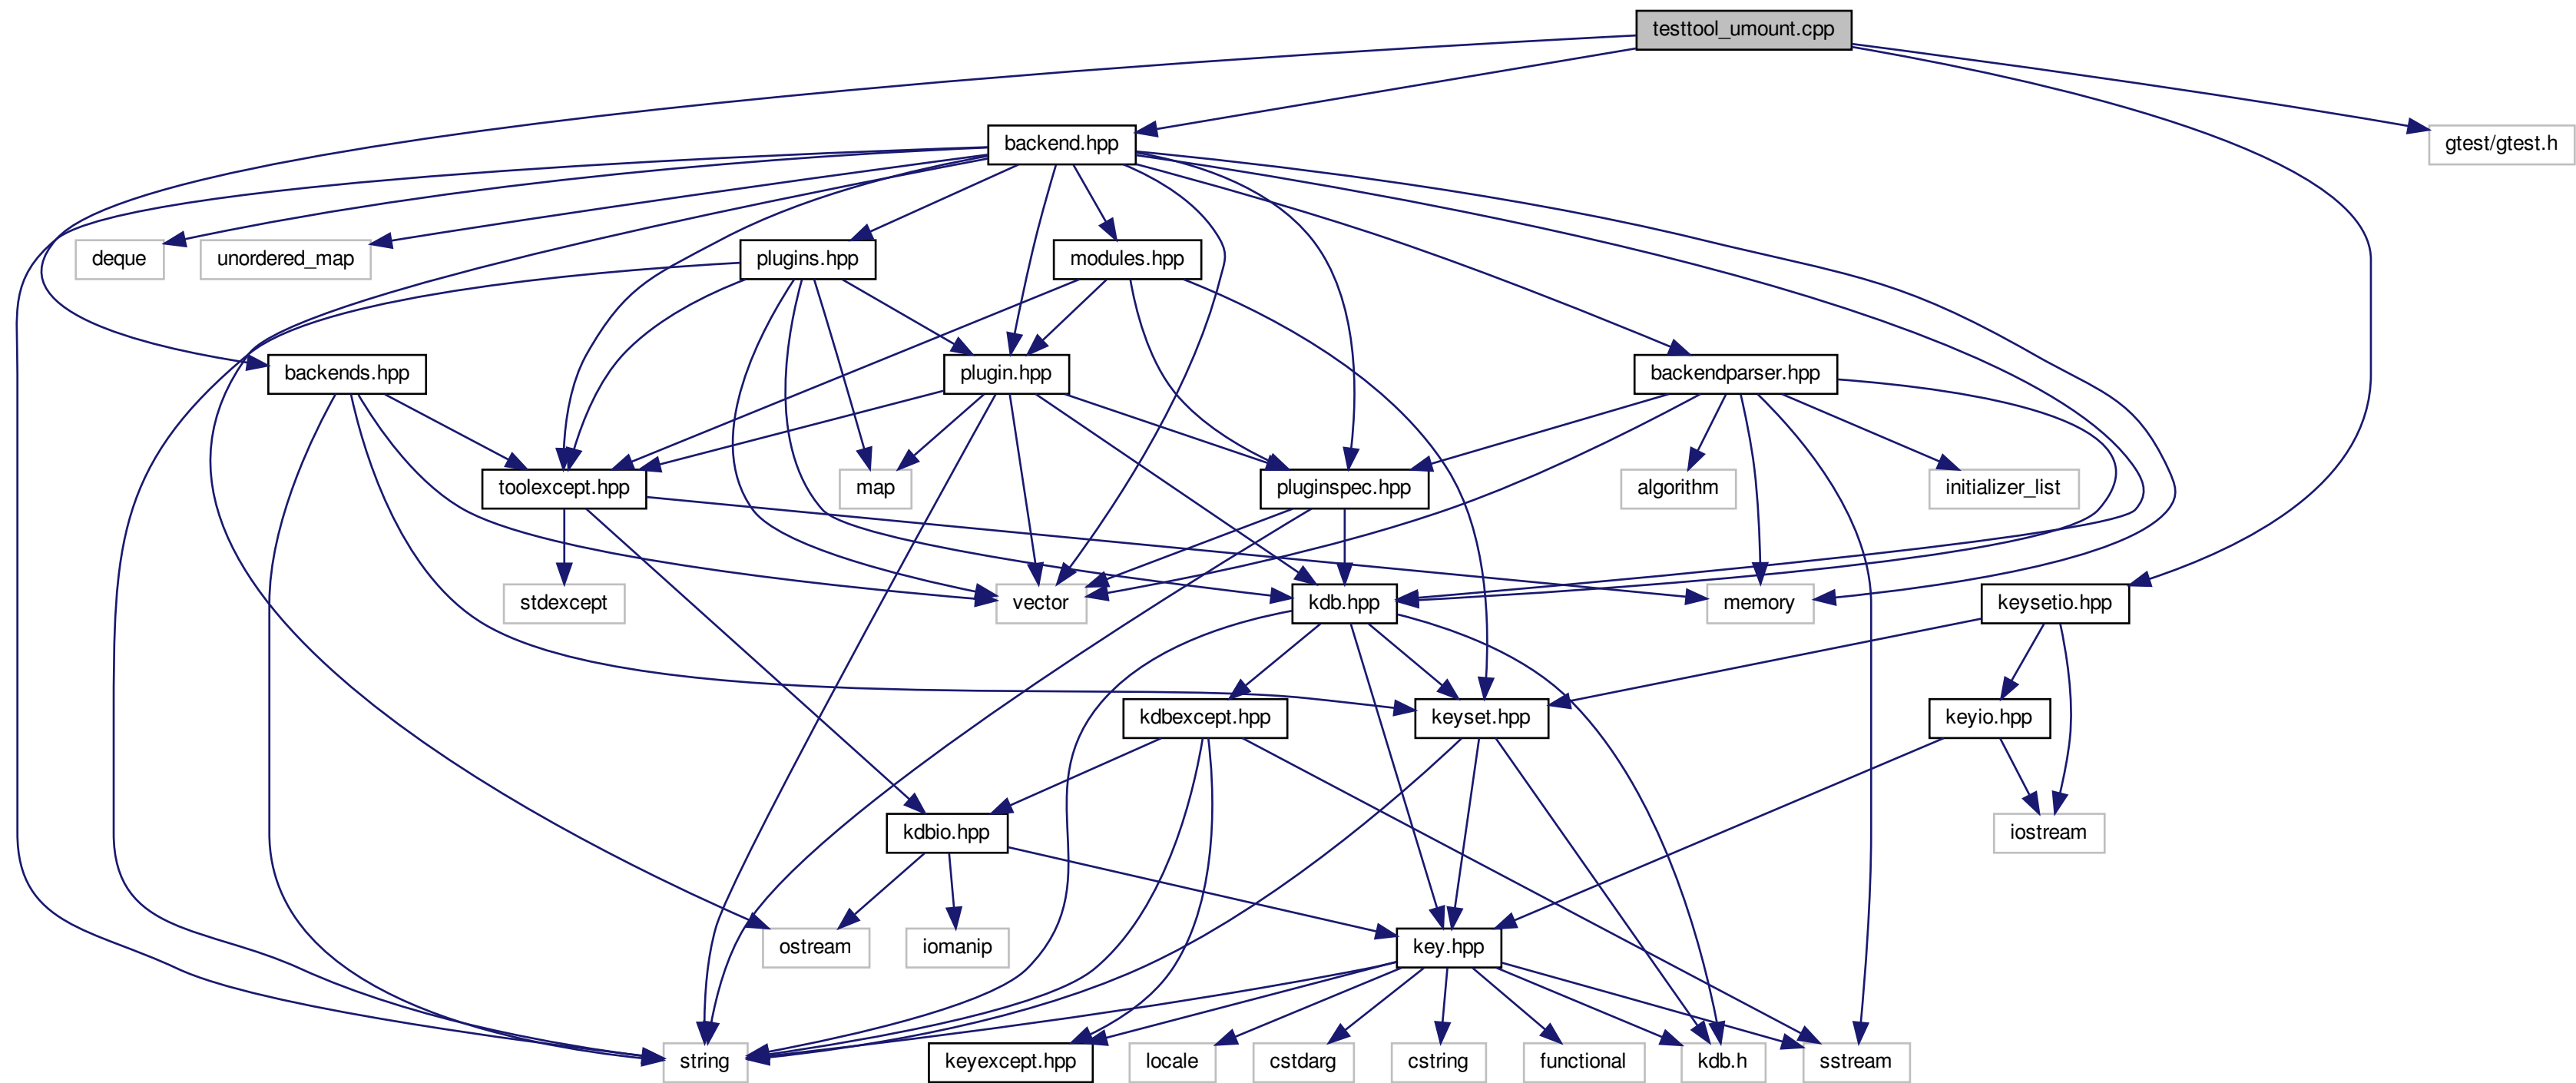 testtool_umount.cpp
backend.hpp
gtest/gtest.h
deque
unordered_map
plugins.hpp
modules.hpp
backends.hpp
plugin.hpp
backendparser.hpp
toolexcept.hpp
map
pluginspec.hpp
algorithm
initializer_list
stdexcept
vector
kdb.hpp
memory
keysetio.hpp
kdbexcept.hpp
keyset.hpp
keyio.hpp
kdbio.hpp
iostream
ostream
iomanip
key.hpp
string
keyexcept.hpp
locale
cstdarg
cstring
functional
kdb.h
sstream